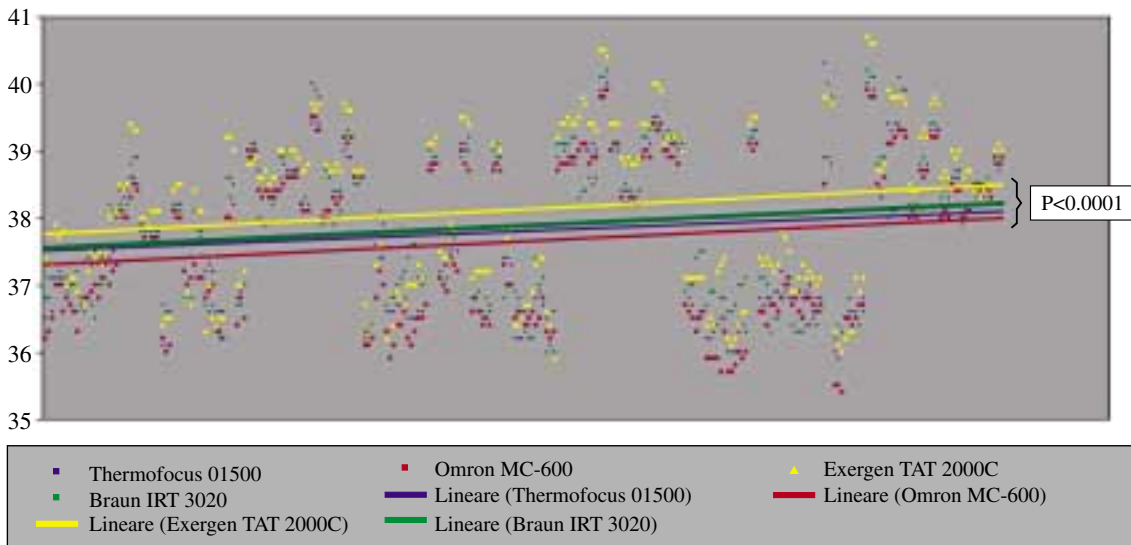 41
40
39
38
37
36
35
P<0.0001
Thermofocus 01500
Omron MC-600
Exergen TAT 2000C
Braun IRT 3020
Lineare (Thermofocus 01500)
Lineare (Omron MC-600)
Lineare (Exergen TAT 2000C)
Lineare (Braun IRT 3020)